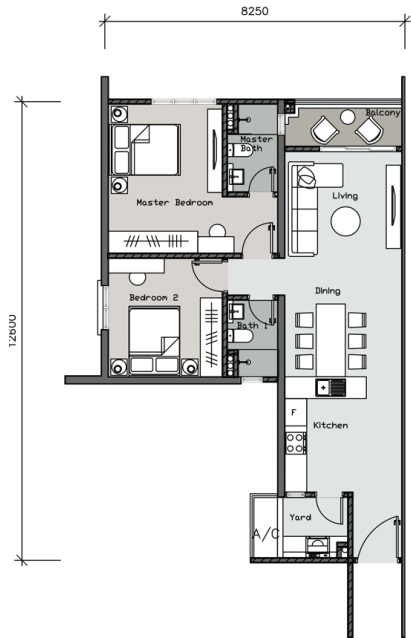 8250
Balcony
Master
Bath
Living
Master Bedroom
12600
Dining
Bedroom 2
Bath 1
F
Kitchen
Yard
A/C